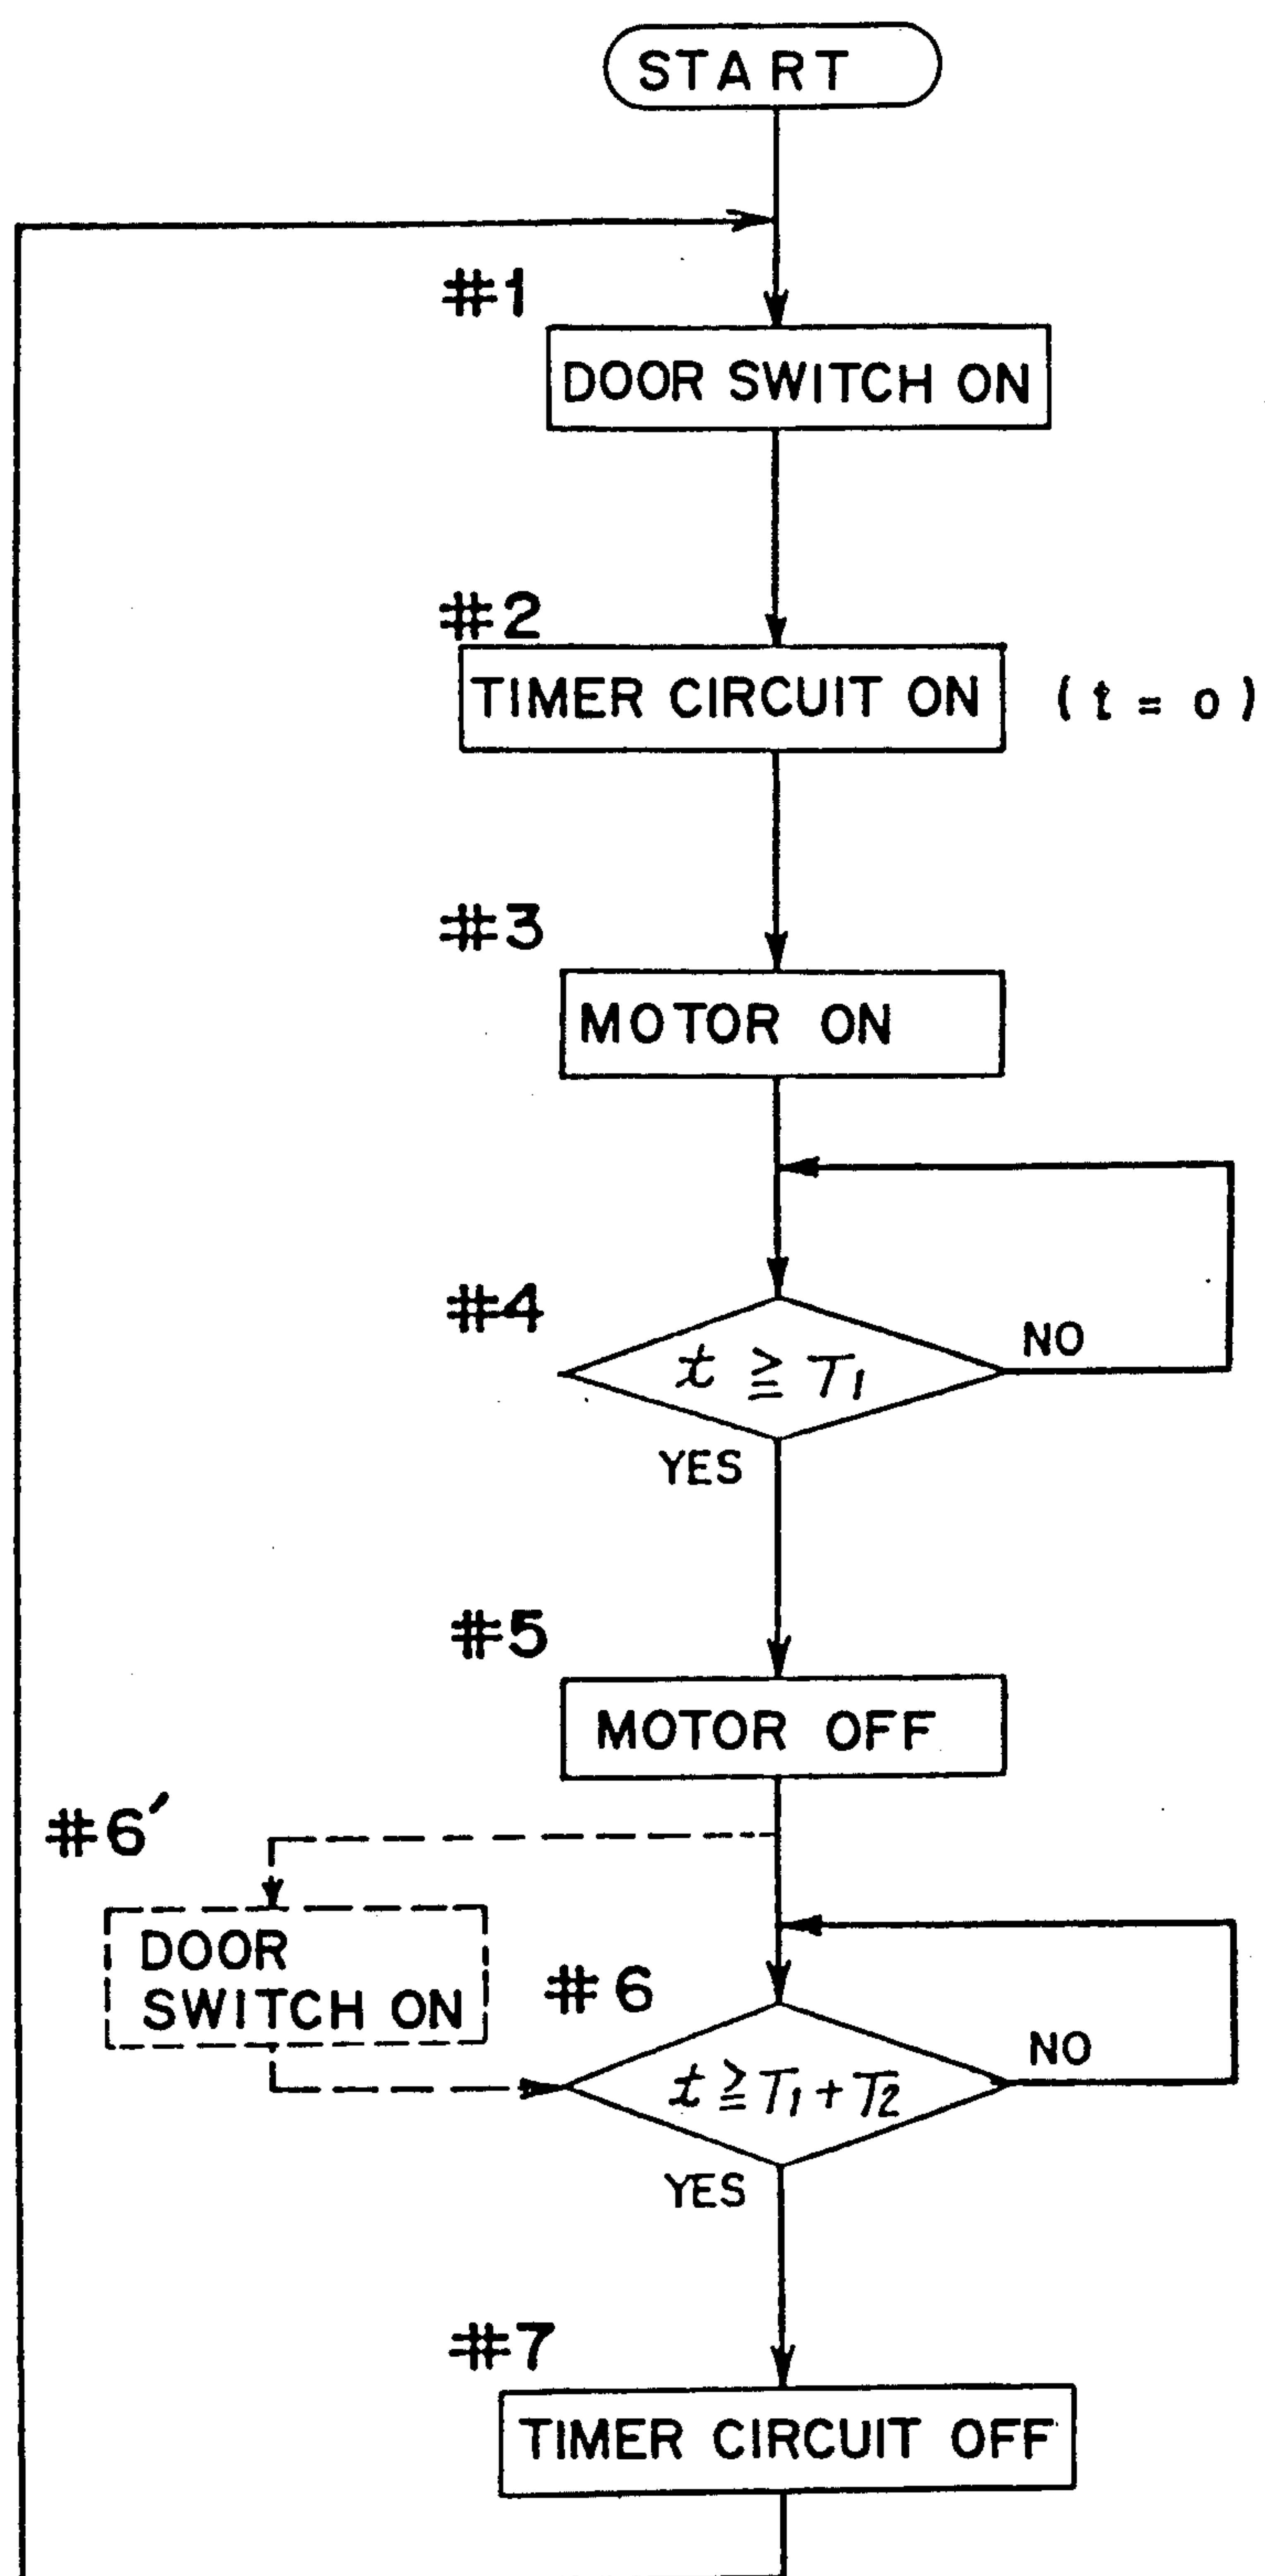 START
#1
DOOR SWITCH ON
#2
TIMER CIRCUIT ON (t = 0)
#3
MOTOR ON
#4
t ≧ T1
NO
YES
#5
MOTOR OFF
#6′
DOOR
SWITCH ON
#6
t ≧ T1 + T2
NO
YES
#7
TIMER CIRCUIT OFF